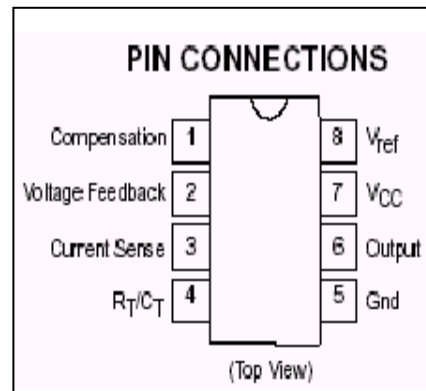 PIN CONNECTIONS
Compensation 1
8 Vref
Voltage Feedback 2
7 VCC
Current Sense 3
6 Output
RT/CT 4
5 Gnd
(Top View)